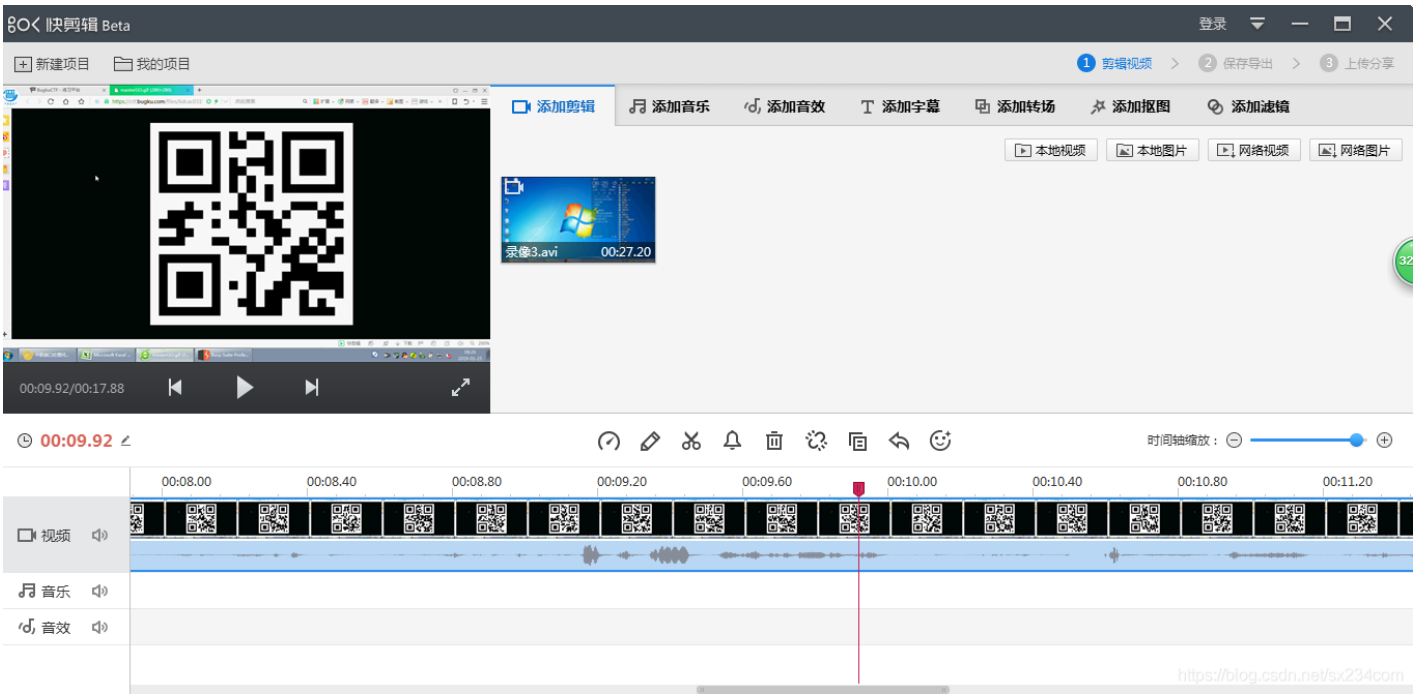 快剪辑 Beta
登录
新建项目 我的项目
1 剪辑视频 > 2 保存导出 > 3 上传分享
添加剪辑 添加音乐 添加音效 添加字幕 添加转场 添加抠图 添加滤镜
本地视频 本地图片 网络视频 网络图片
录像3.avi 00:27.20
32
00:09.92/00:17.88
00:09.92
时间轴缩放：
00:08.00 00:08.40 00:08.80 00:09.20 00:09.60 00:10.00 00:10.40 00:10.80 00:11.20
视频
音乐
音效
https://blog.csdn.net/sx234com